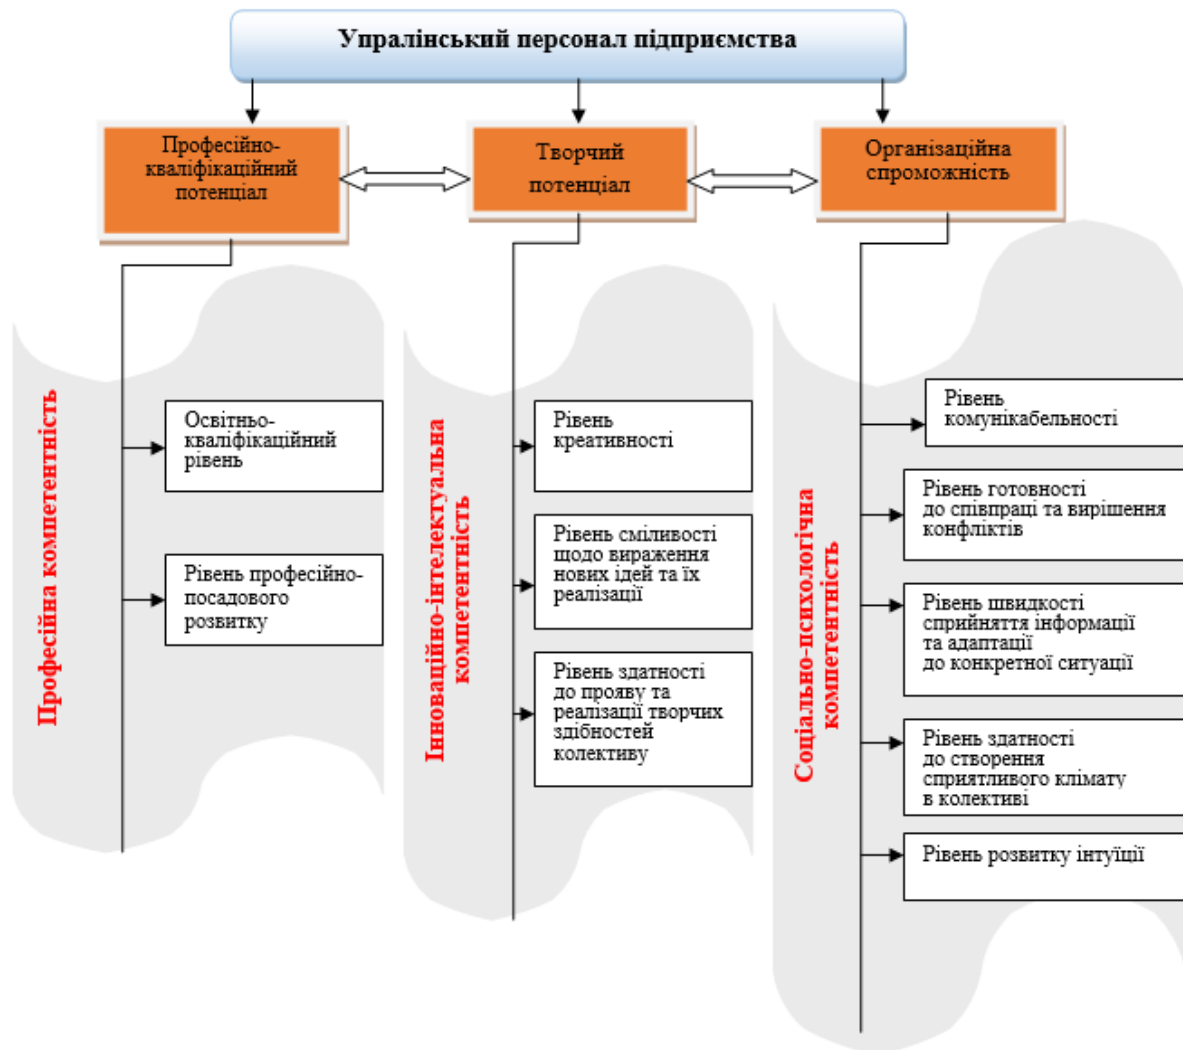 Упралінський персонал підприємства
Професійно-
кваліфікаційний
потенціал
Творчий
потенціал
Організаційна
спроможність
Професійна компетентність
Освітньо-
кваліфікаційний
рівень
Рівень професійно-
посадового
розвитку
Інноваційно-інтелектуальна
компетентність
Рівень
креативності
Рівень сміливості
щодо вираження
нових ідей та їх
реалізації
Рівень здатності
до прояву та
реалізації творчих
здібностей
колективу
Соціально-психологічна
компетентність
Рівень
комунікабельності
Рівень готовності
до співпраці та вирішення
конфліктів
Рівень швидкості
сприйняття інформації
та адаптації
до конкретної ситуації
Рівень здатності
до створення
сприятливого клімату
в колективі
Рівень розвитку інтуїції